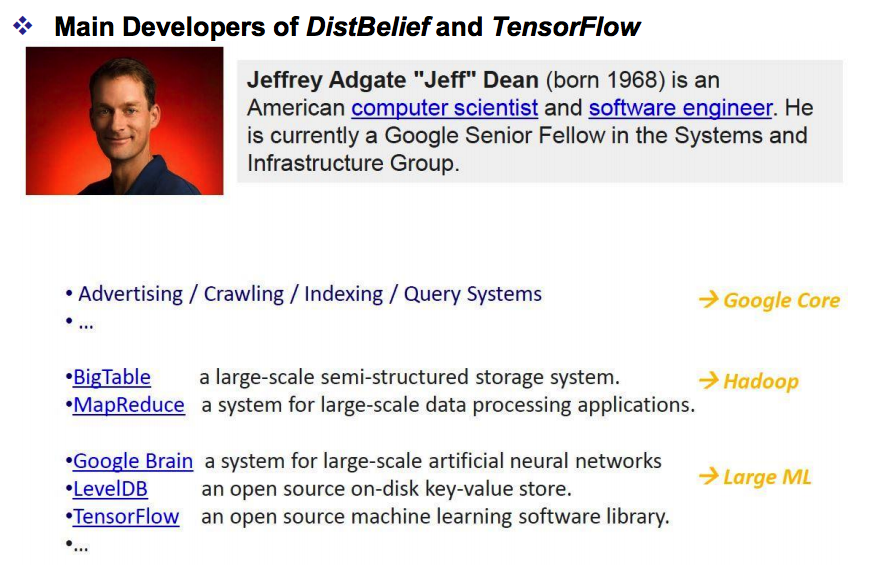 ❖ Main Developers of DistBelief and TensorFlow
Jeffrey Adgate "Jeff" Dean (born 1968) is an
American computer scientist and software engineer. He
is currently a Google Senior Fellow in the Systems and
Infrastructure Group.
• Advertising / Crawling / Indexing / Query Systems → Google Core
• ...
•BigTable a large-scale semi-structured storage system. → Hadoop
•MapReduce a system for large-scale data processing applications.
•Google Brain a system for large-scale artificial neural networks
•LevelDB an open source on-disk key-value store. → Large ML
•TensorFlow an open source machine learning software library.
•...